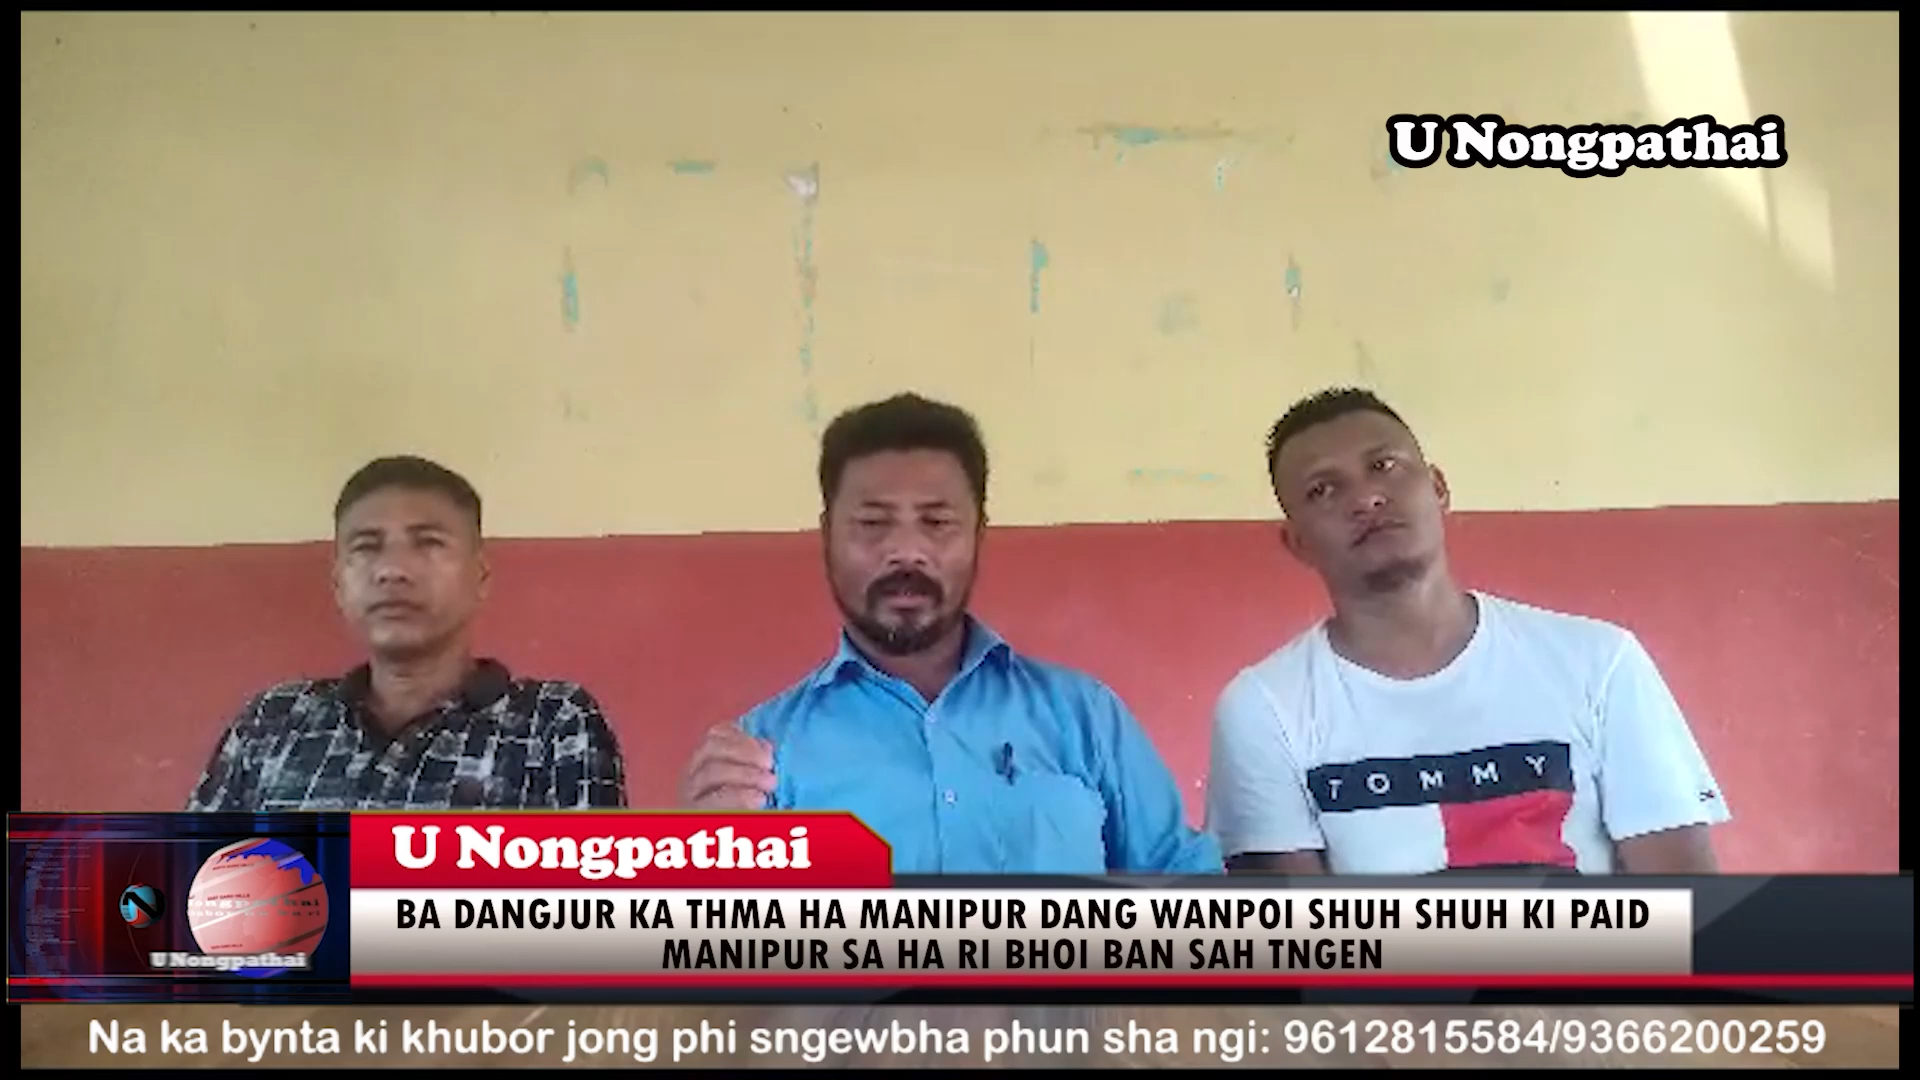 U Nongpathai
TOMMY
U Nongpathai
BA DANGJUR KA THMA HA MANIPUR DANG WANPOI SHUH SHUH KI PAID
MANIPUR SA HA RI BHOI BAN SAH TNGEN
N
U Nongpathai
Na ka bynta ki khubor jong phi sngewbha phun sha ngi: 9612815584/9366200259